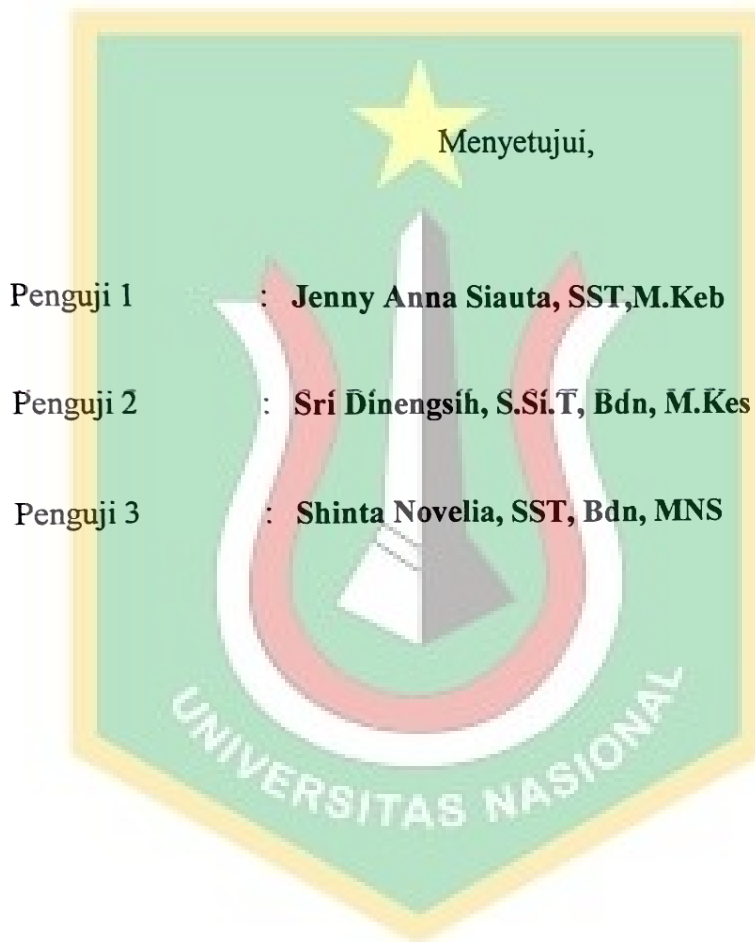 Menyetujui,
Penguji 1 : Jenny Anna Siauta, SST,M.Keb
Penguji 2 : Sri Dinengsih, S.Si.T, Bdn, M.Kes
Penguji 3 : Shinta Novelia, SST, Bdn, MNS
UNIVERSITAS NASIONAL